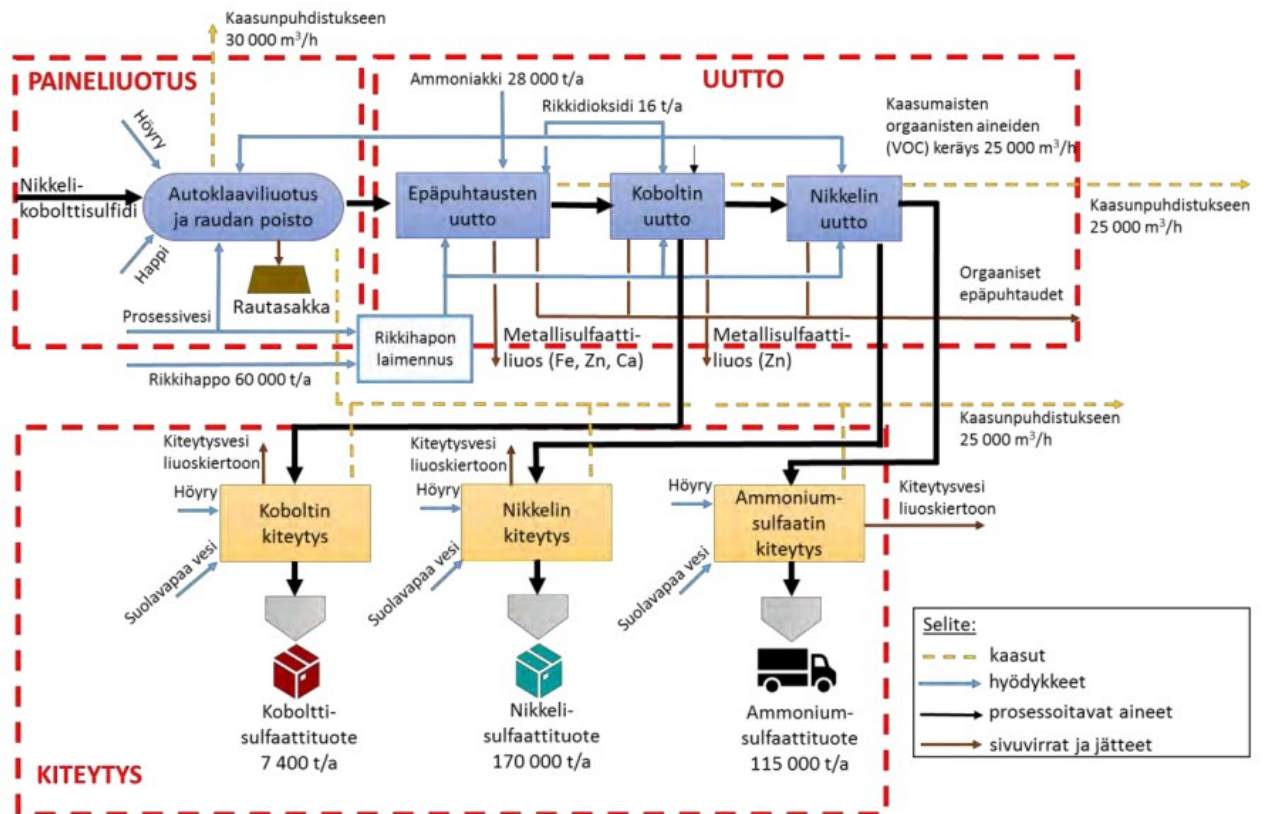 Kaasunpuhdistukseen
30 000 m³/h
PAINELIUOTUS
UUTTO
Ammoniakki 28 000 t/a
Rikkidioksidi 16 t/a
Kaasumaisten
orgaanisten aineiden
(VOC) keräys 25 000 m³/h
Höyry
Nikkeli-
kobolttisulfidi
Autoklaaviliuotus
ja raudan poisto
Epäpuhtausten
uutto
Koboltin
uutto
Nikkelin
uutto
Kaasunpuhdistukseen
25 000 m³/h
Happi
Rautasakka
Orgaaniset
epäpuhtaudet
Prosessivesi
Rikkihapon
laimennus
Metallisulfaatti-
liuos (Fe, Zn, Ca)
Metallisulfaatti-
liuos (Zn)
Rikkihappo 60 000 t/a
Kaasunpuhdistukseen
25 000 m³/h
Kiteytysvesi
liuoskiertoon
Kiteytysvesi
liuoskiertoon
Höyry
Koboltin
kiteytys
Höyry
Nikkelin
kiteytys
Höyry
Ammonium-
sulfaatin
kiteytys
Kiteytysvesi
liuoskiertoon
Suolavapaa vesi
Suolavapaa vesi
Suolavapaa vesi
Selite:
kaasut
hyödykkeet
prosessoitavat aineet
sivuvirrat ja jätteet
Koboltti-
sulfaattituote
7 400 t/a
Nikkeli-
sulfaattituote
170 000 t/a
Ammonium-
sulfaattituote
115 000 t/a
KITEYTYS